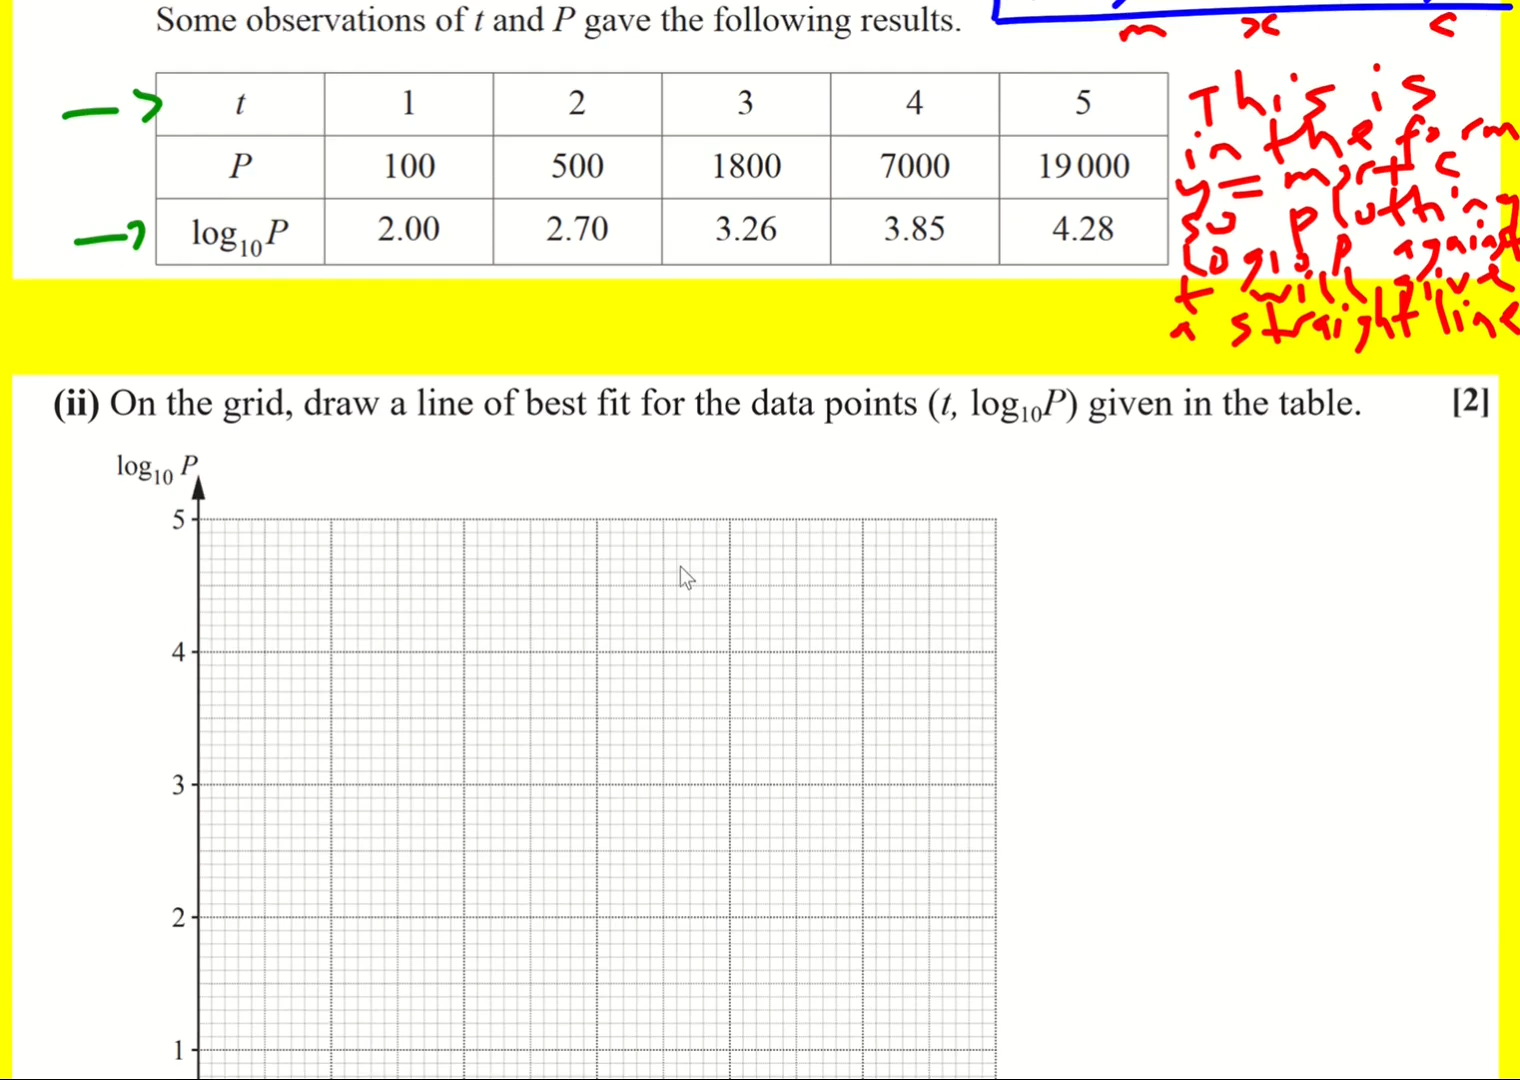 Some observations of t and P gave the following results.
m x c
t 1 2 3 4 5
P 100 500 1800 7000 19000
log10P 2.00 2.70 3.26 3.85 4.28
This is
in the form
y = mx + c
so plotting
log10P against
t will give
a straight line
(ii) On the grid, draw a line of best fit for the data points (t, log10P) given in the table. [2]
log10 P
5
4
3
2
1